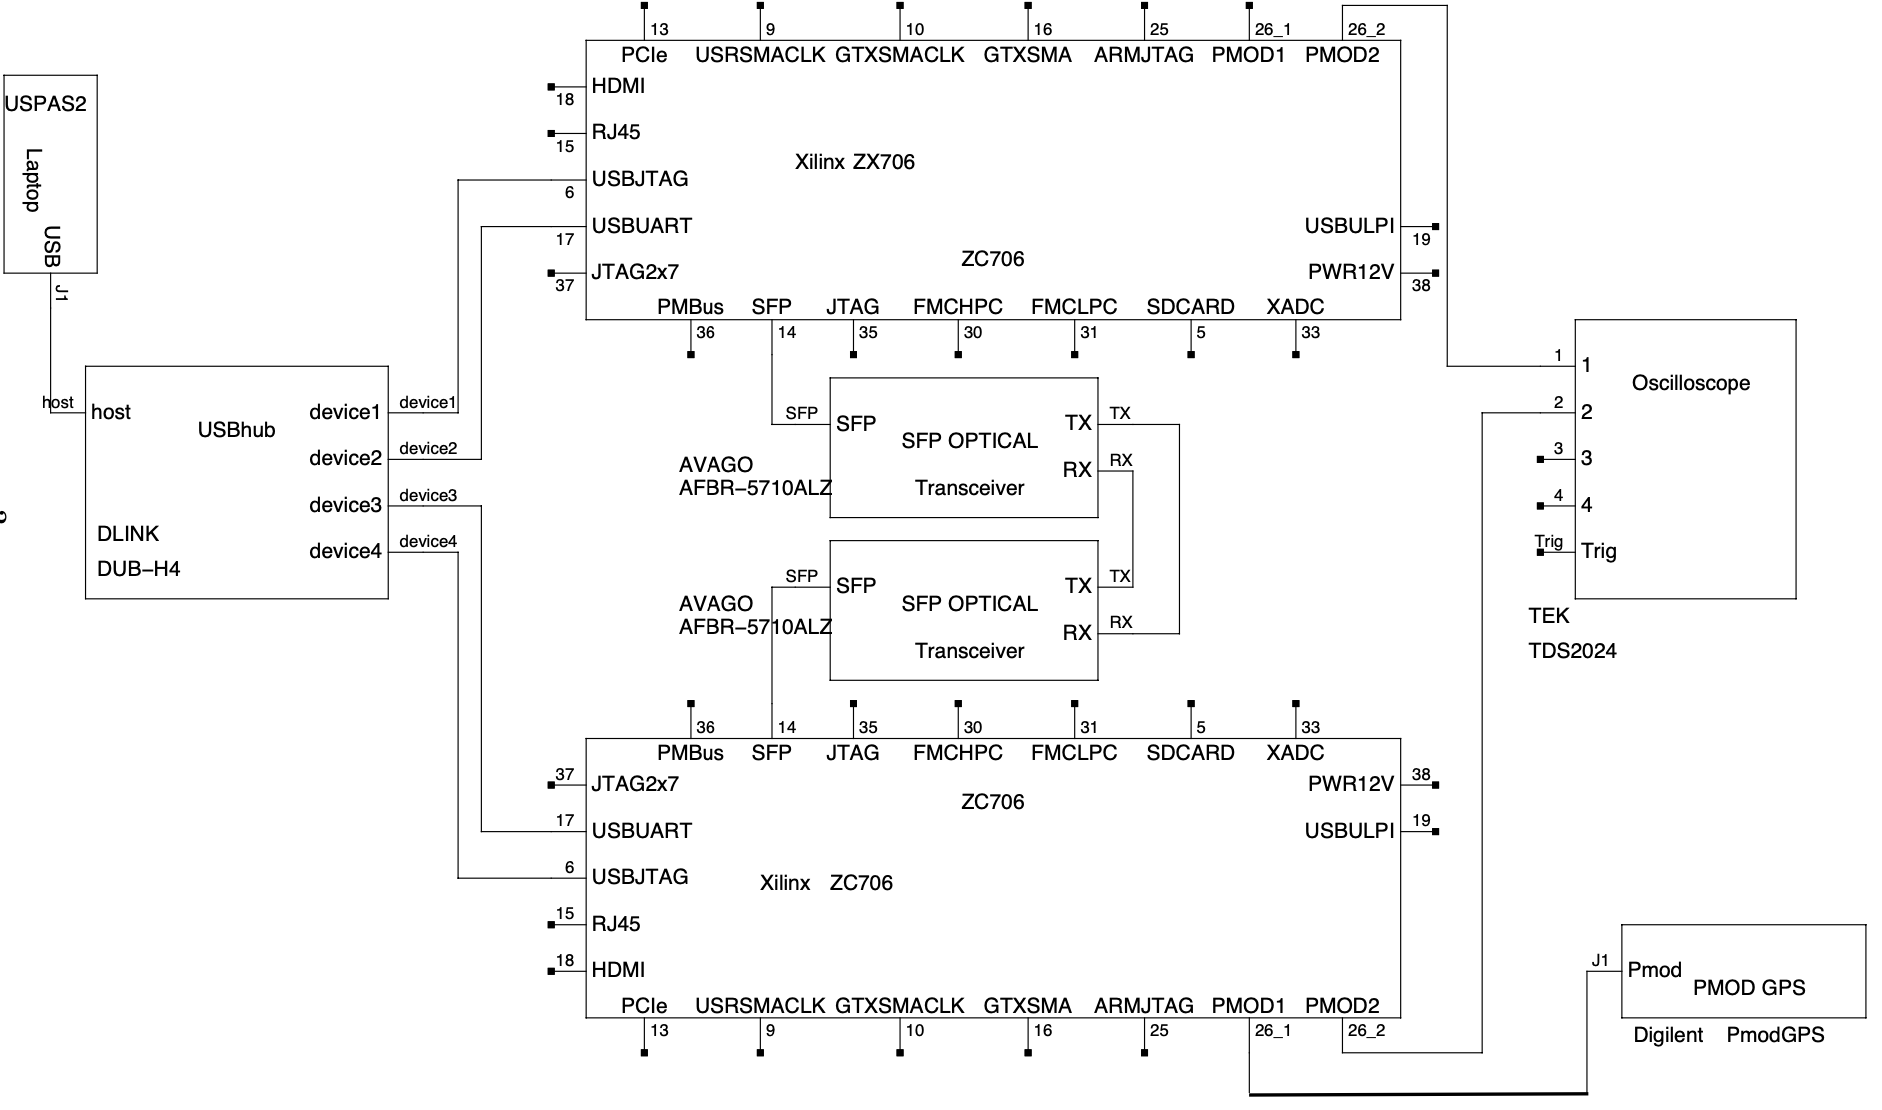 13 9 10 16 25 26_1 26_2
PCIe USRSMACLK GTXSMACLK GTXSMA ARMJTAG PMOD1 PMOD2
HDMI
18
RJ45
15
USBJTAG
6
USBUART
17
JTAG2x7
37
Xilinx ZX706
ZC706
USBULPI
19
PWR12V
38
PMBus SFP JTAG FMCHPC FMCLPC SDCARD XADC
36 14 35 30 31 5 33
USPAS2
Laptop
USB
J1
host
host
USBhub
device1 device1
device2 device2
device3 device3
device4 device4
DLINK
DUB−H4
SFP
SFP
TX TX
SFP OPTICAL
RX RX
Transceiver
AVAGO
AFBR−5710ALZ
SFP
SFP
TX TX
SFP OPTICAL
RX RX
Transceiver
AVAGO
AFBR−5710ALZ
1 1
Oscilloscope
2 2
3 3
4 4
Trig Trig
TEK
TDS2024
36 14 35 30 31 5 33
PMBus SFP JTAG FMCHPC FMCLPC SDCARD XADC
37
JTAG2x7
17
USBUART
6
USBJTAG
15
RJ45
18
HDMI
ZC706
Xilinx ZC706
38
PWR12V
19
USBULPI
PCIe USRSMACLK GTXSMACLK GTXSMA ARMJTAG PMOD1 PMOD2
13 9 10 16 25 26_1 26_2
J1
Pmod
PMOD GPS
Digilent PmodGPS